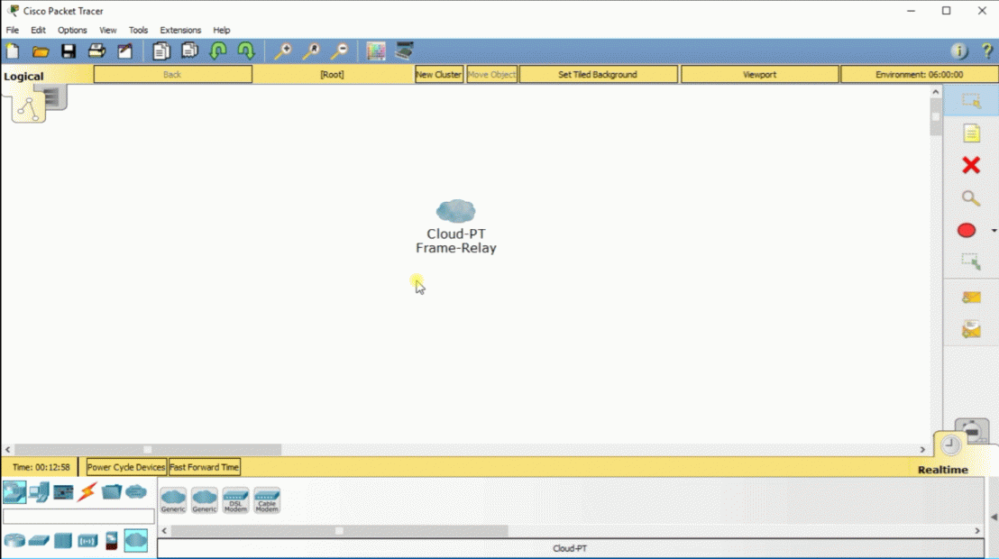 Cisco Packet Tracer
File Edit Options View Tools Extensions Help
Logical Back [Root] New Cluster Move Object Set Tiled Background Viewport Environment: 06:00:00
Cloud-PT
Frame-Relay
Time: 00:12:58 Power Cycle Devices Fast Forward Time
Realtime
Generic Generic DSL Modem Cable Modem
Cloud-PT